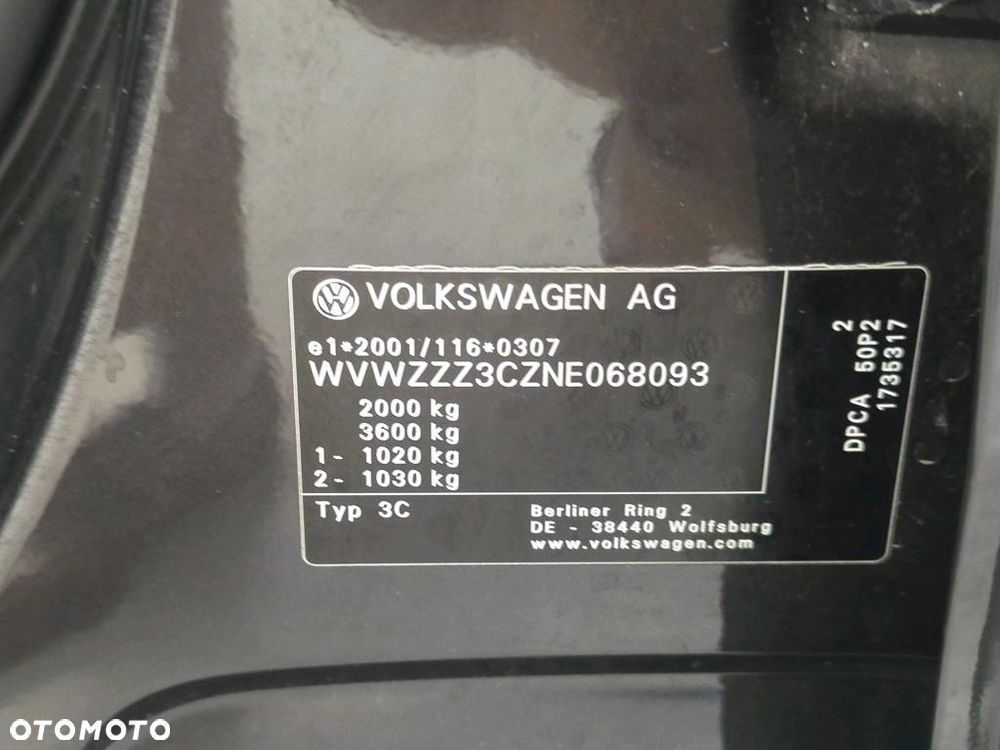 VOLKSWAGEN AG
e1*2001/116*0307
WVWZZZ3CZNE068093
2000 kg
3600 kg
1- 1020 kg
2- 1030 kg
Typ 3C
Berliner Ring 2
DE - 38440 Wolfsburg
www.volkswagen.com
2
DPCA 50P2
1735317
OTOMOTO